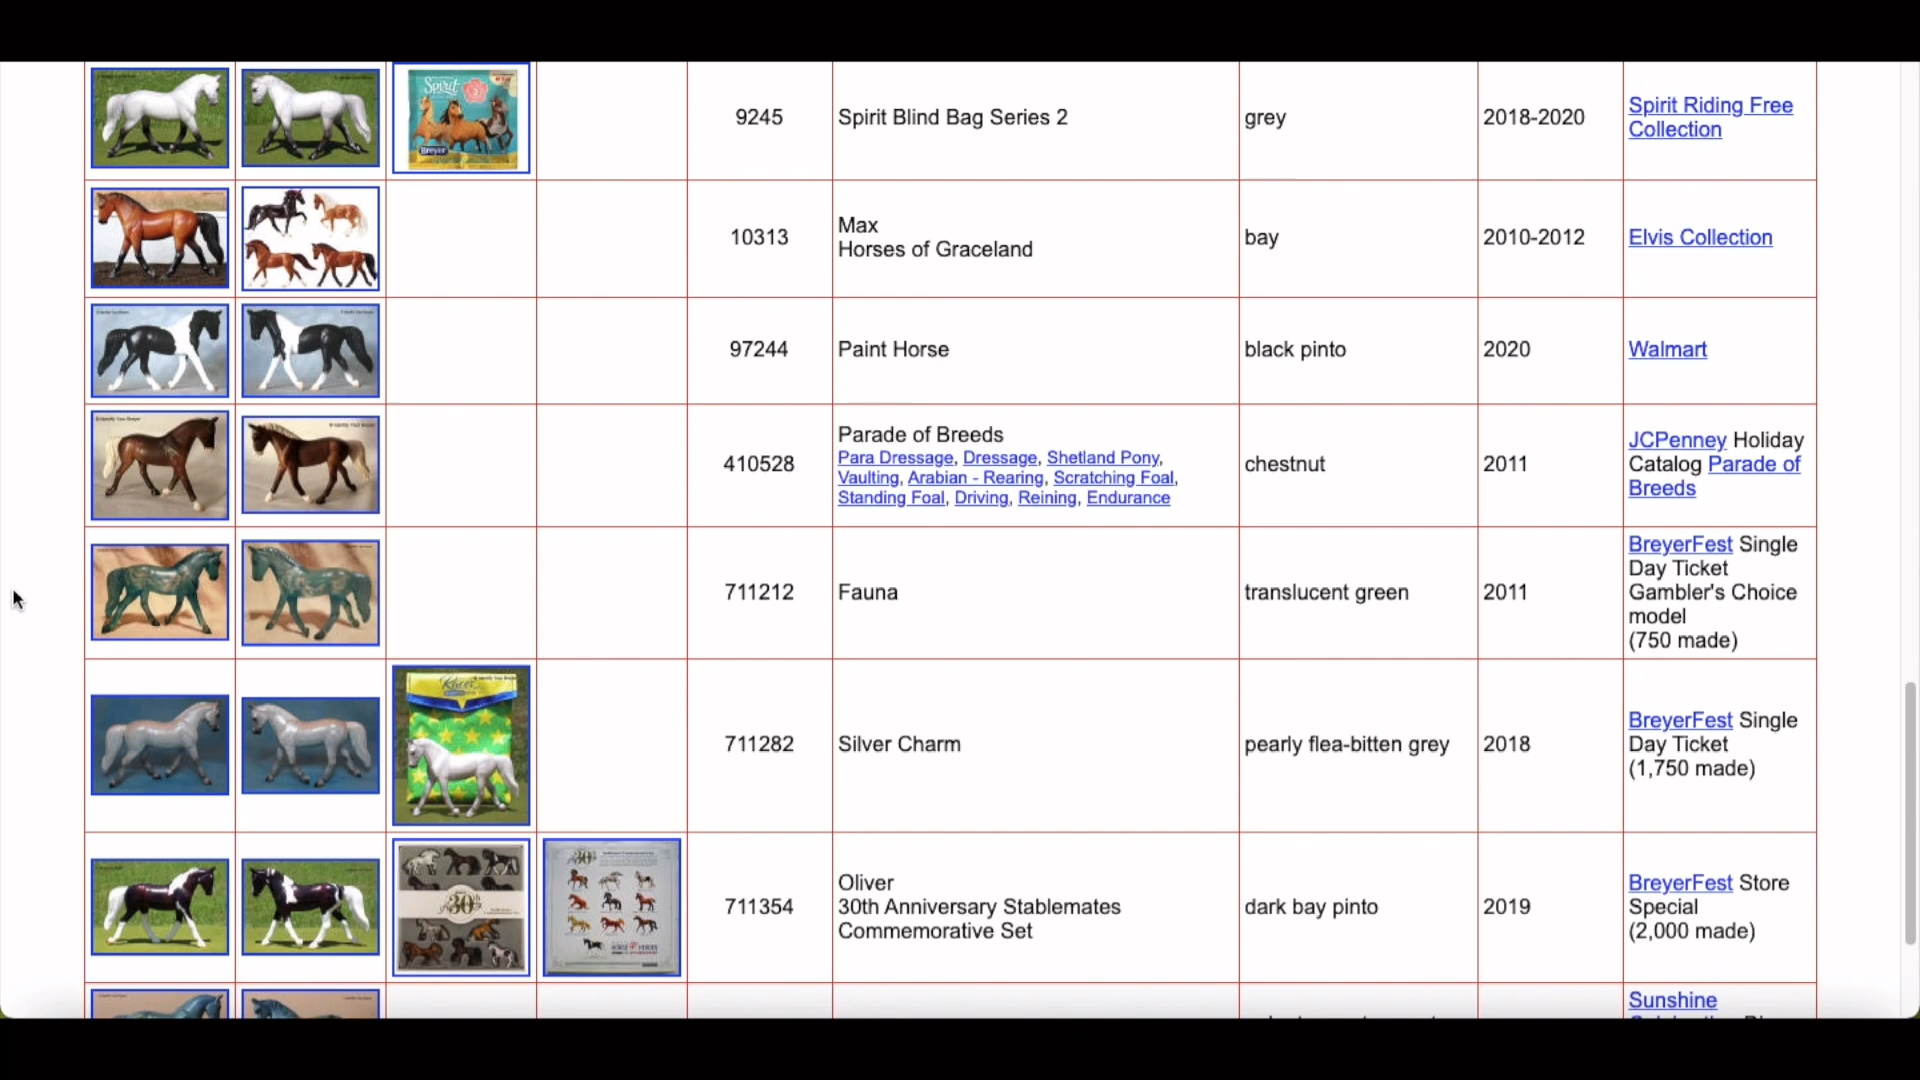 Spirit
Breyer
9245
Spirit Blind Bag Series 2
grey
2018-2020
Spirit Riding Free
Collection
10313
Max
Horses of Graceland
bay
2010-2012
Elvis Collection
97244
Paint Horse
black pinto
2020
Walmart
410528
Parade of Breeds
Para Dressage, Dressage, Shetland Pony,
Vaulting, Arabian - Rearing, Scratching Foal,
Standing Foal, Driving, Reining, Endurance
chestnut
2011
JCPenney Holiday
Catalog Parade of
Breeds
711212
Fauna
translucent green
2011
BreyerFest Single
Day Ticket
Gambler's Choice
model
(750 made)
711282
Silver Charm
pearly flea-bitten grey
2018
BreyerFest Single
Day Ticket
(1,750 made)
30
30
711354
Oliver
30th Anniversary Stablemates
Commemorative Set
dark bay pinto
2019
BreyerFest Store
Special
(2,000 made)
Sunshine